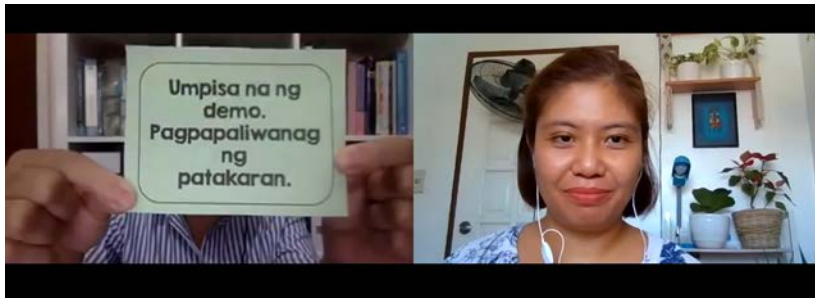 Umpisa na ng
demo.
Pagpapaliwanag
ng
patakaran.